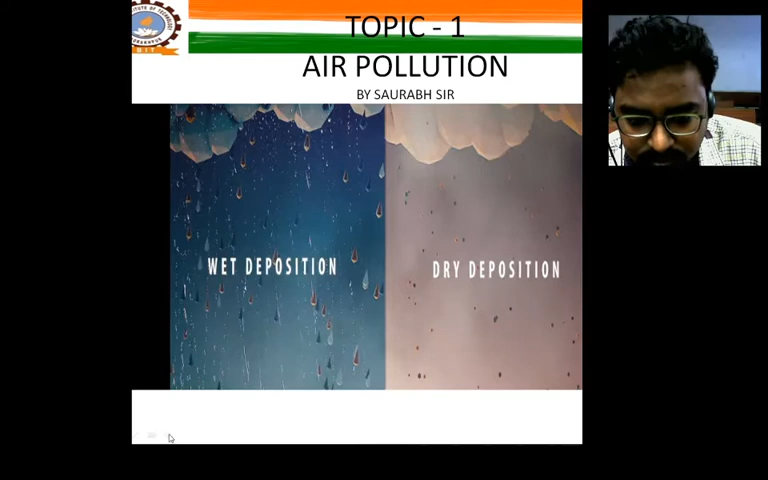 TOPIC - 1
AIR POLLUTION
BY SAURABH SIR
WET DEPOSITION
DRY DEPOSITION